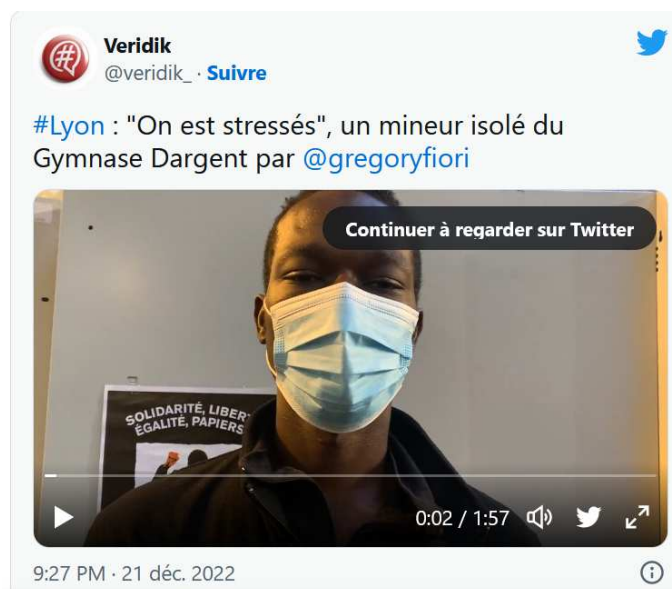 Veridik
@veridik_ · Suivre
#Lyon : "On est stressés", un mineur isolé du
Gymnase Dargent par @gregoryfiori
Continuer à regarder sur Twitter
SOLIDARITÉ, LIBER
ÉGALITÉ, PAPIERS
0:02 / 1:57
9:27 PM · 21 déc. 2022